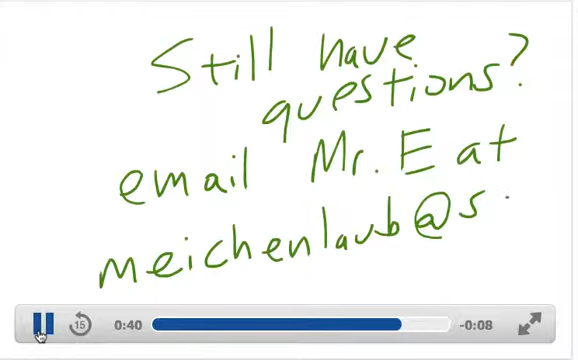 Still have
questions?
email Mr. E at
meichenlaub@s
15
0:40
-0:08